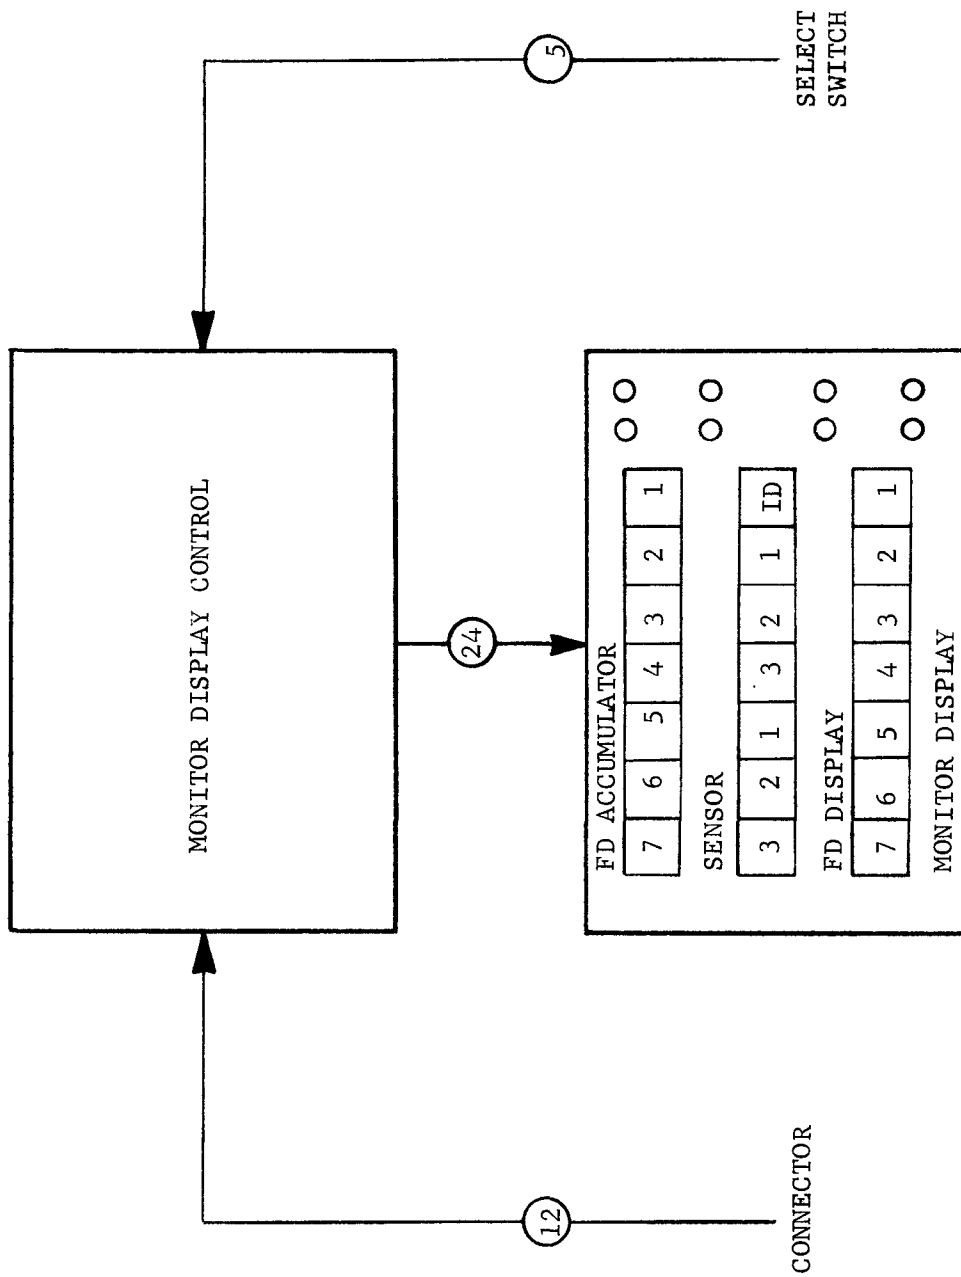 MONITOR DISPLAY CONTROL
24
12
5
FD ACCUMULATOR
7 6 5 4 3 2 1
SENSOR
3 2 1 3 2 1 ID
FD DISPLAY
7 6 5 4 3 2 1
MONITOR DISPLAY
CONNECTOR
SELECT
SWITCH